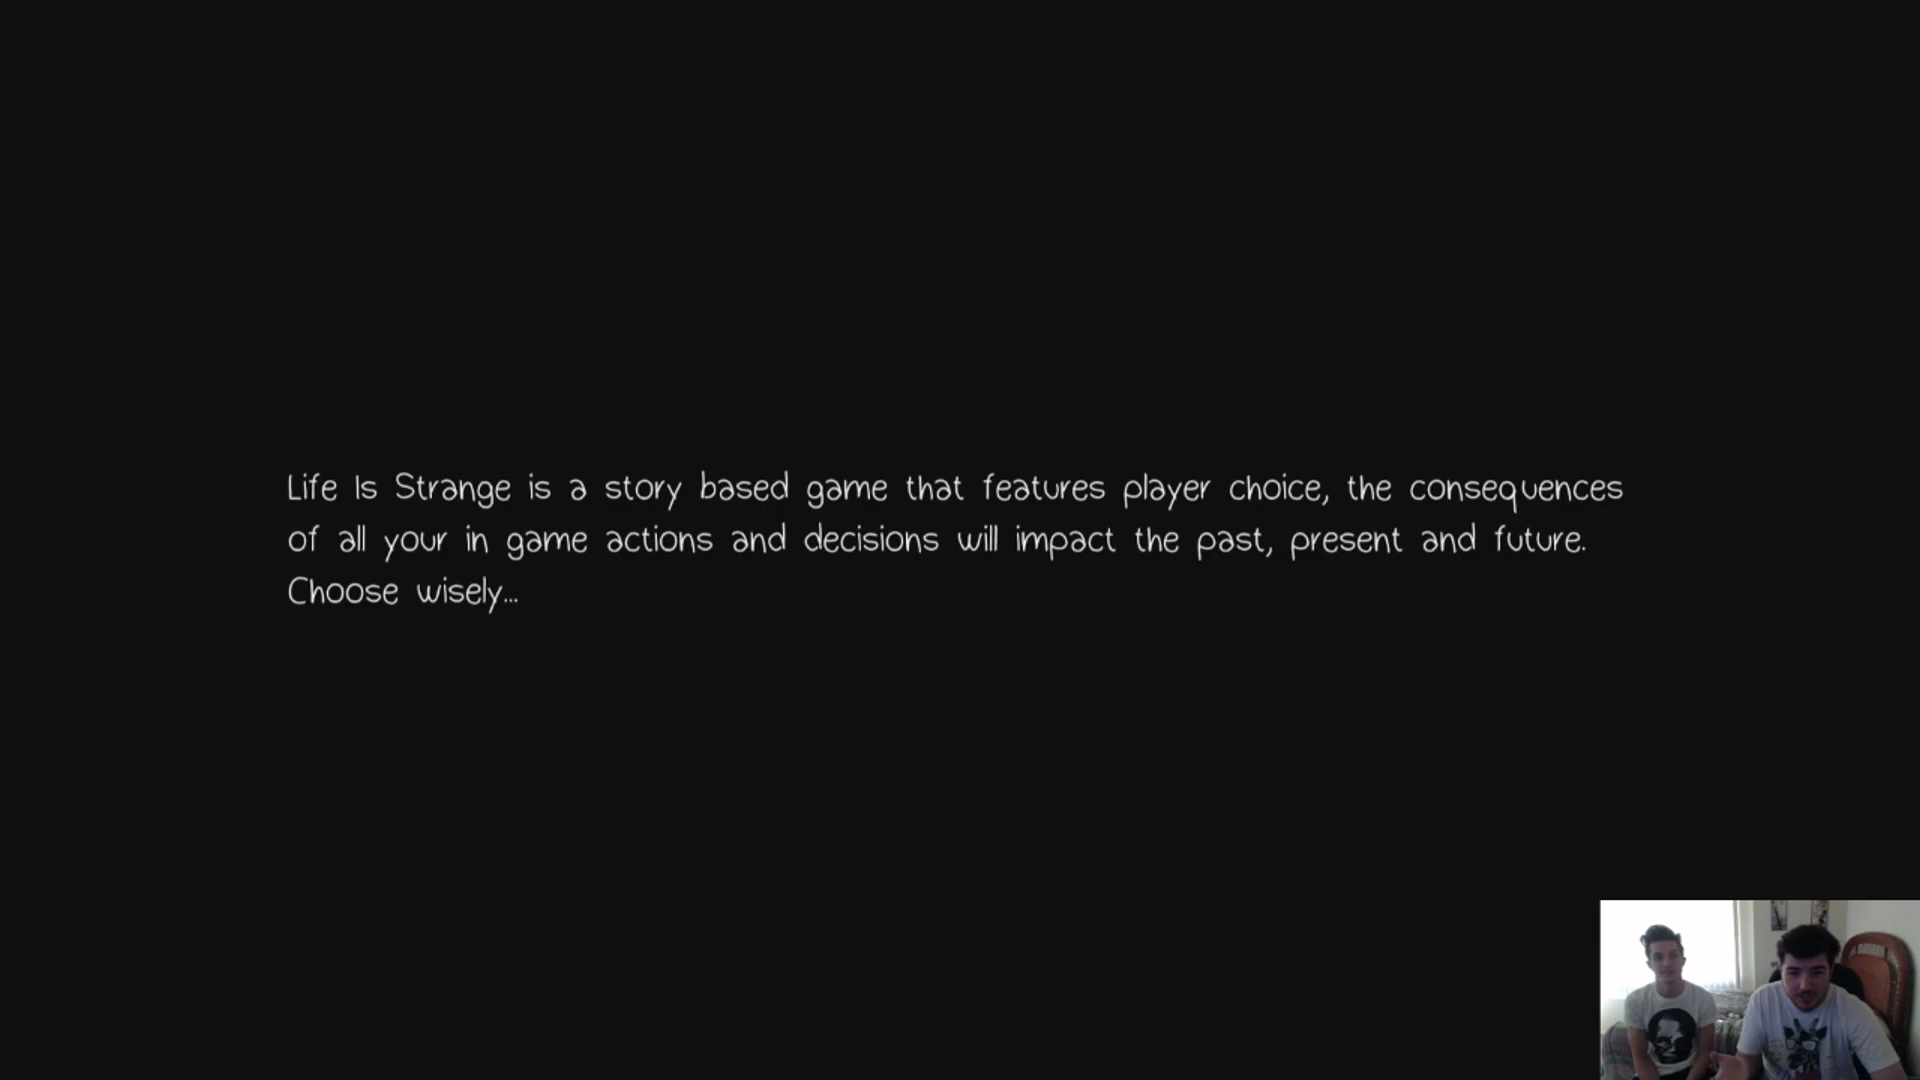 Life Is Strange is a story based game that features player choice, the consequences
of all your in game actions and decisions will impact the past, present and future.
Choose wisely...